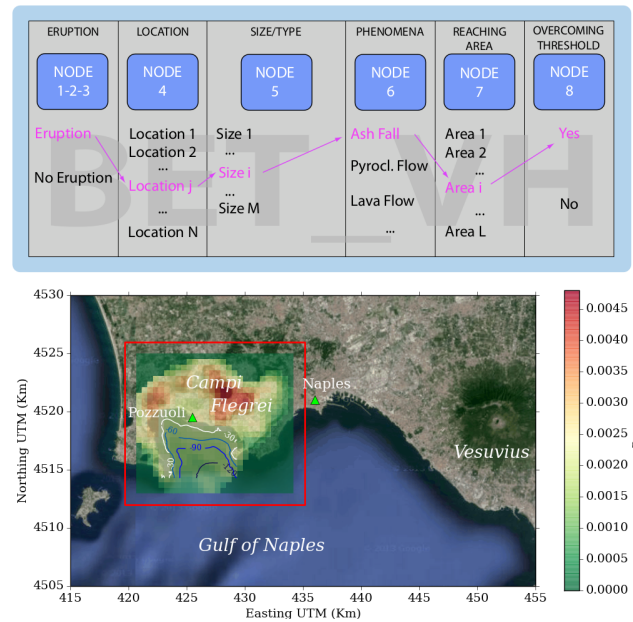 ERUPTION LOCATION SIZE/TYPE PHENOMENA REACHING AREA OVERCOMING THRESHOLD
NODE 1-2-3 NODE 4 NODE 5 NODE 6 NODE 7 NODE 8
BET_VH
Eruption
No Eruption
Location 1
Location 2
...
Location j
...
Location N
Size 1
...
Size i
...
Size M
Ash Fall
Pyrocl. Flow
Lava Flow
...
Area 1
Area 2
...
Area i
...
Area L
Yes
No
4530
4525
4520
4515
4510
4505
Northing UTM (Km)
Campi
Flegrei
Naples
Pozzuoli
-30
-60
-90
Vesuvius
Gulf of Naples
415 420 425 430 435 440 445 450 455
Easting UTM (Km)
0.0045
0.0040
0.0035
0.0030
0.0025
0.0020
0.0015
0.0010
0.0005
0.0000